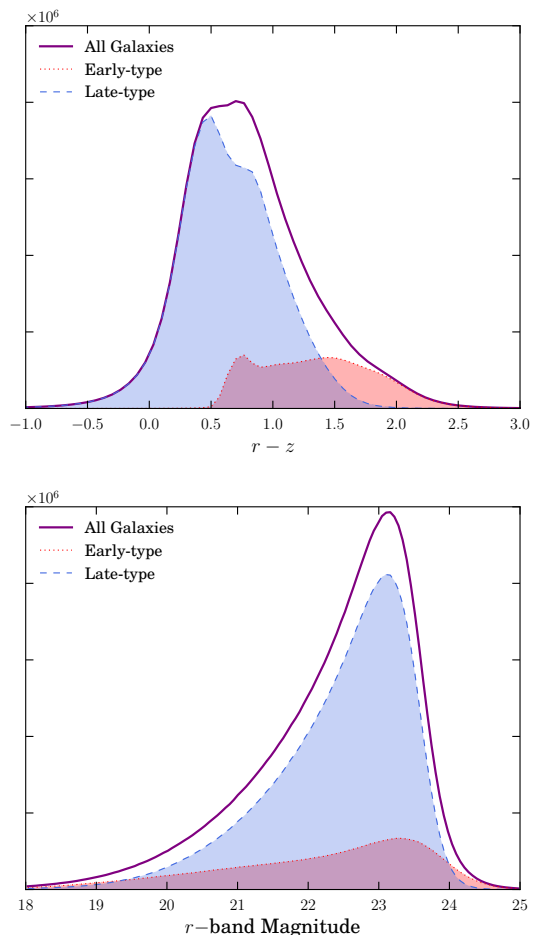 ×10⁶
All Galaxies
Early-type
Late-type
−1.0 −0.5 0.0 0.5 1.0 1.5 2.0 2.5 3.0
r − z
×10⁶
All Galaxies
Early-type
Late-type
18 19 20 21 22 23 24 25
r−band Magnitude